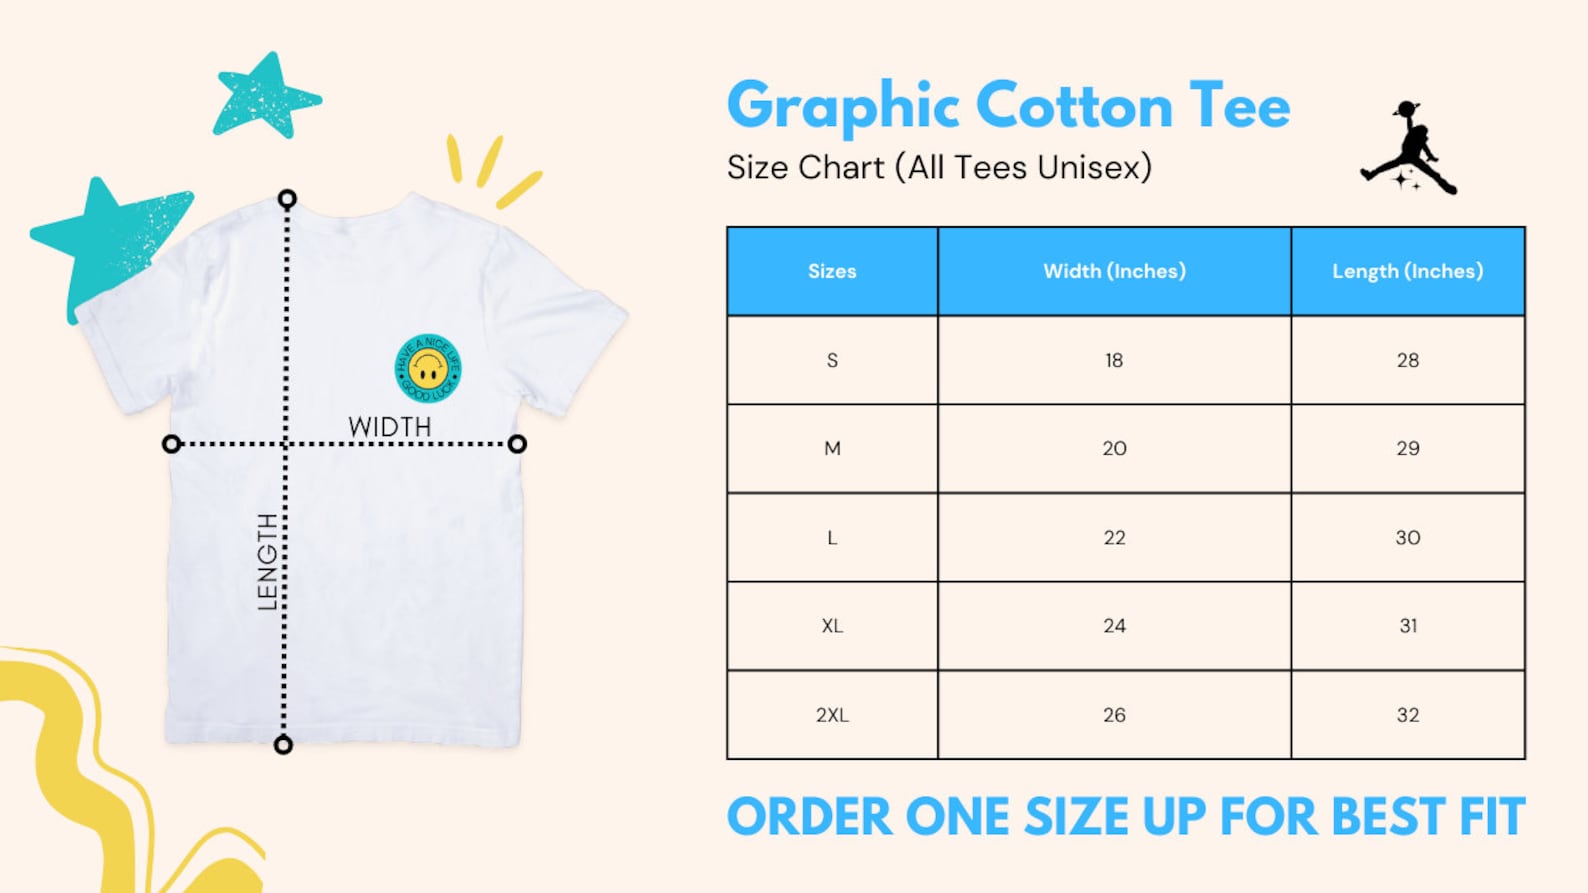 Graphic Cotton Tee
Size Chart (All Tees Unisex)
HAVE A NICE LIFE
GOOD LUCK
WIDTH
LENGTH
Sizes Width (Inches) Length (Inches)
S 18 28
M 20 29
L 22 30
XL 24 31
2XL 26 32
ORDER ONE SIZE UP FOR BEST FIT